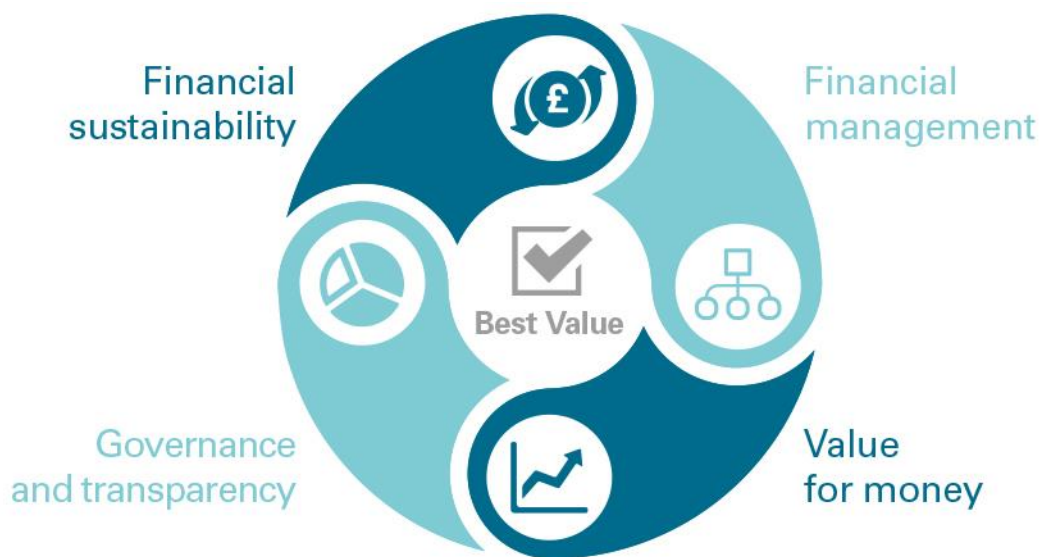 Financial
sustainability
£
Financial
management
Best Value
Governance
and transparency
Value
for money